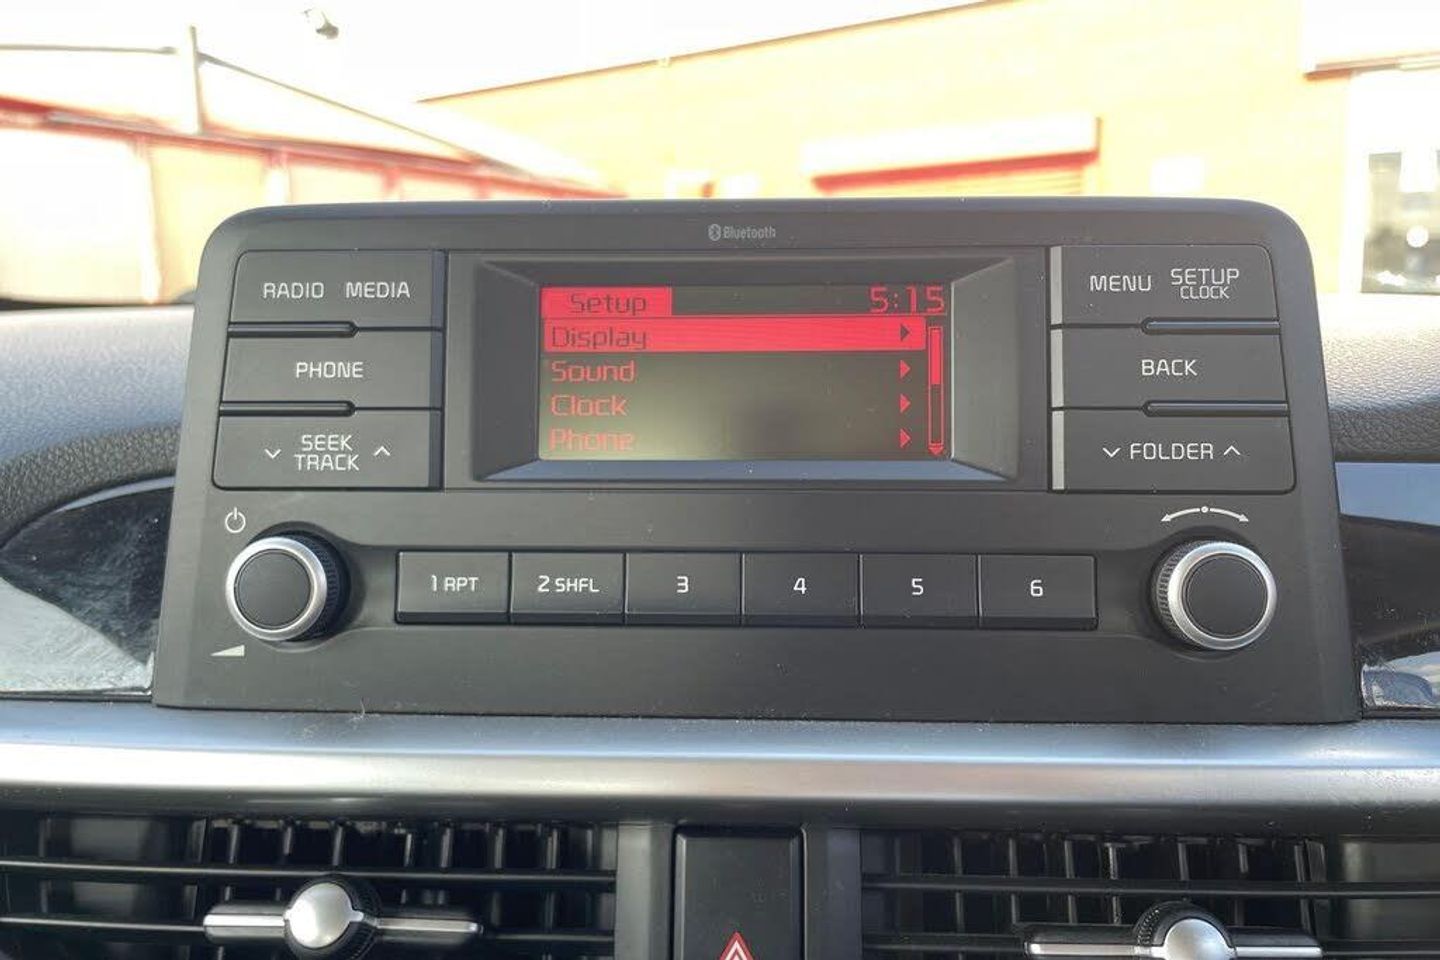 Bluetooth
RADIO MEDIA
PHONE
SEEK
TRACK
Setup 5:15
Display
Sound
Clock
Phone
MENU SETUP
CLOCK
BACK
FOLDER
1 RPT 2 SHFL 3 4 5 6